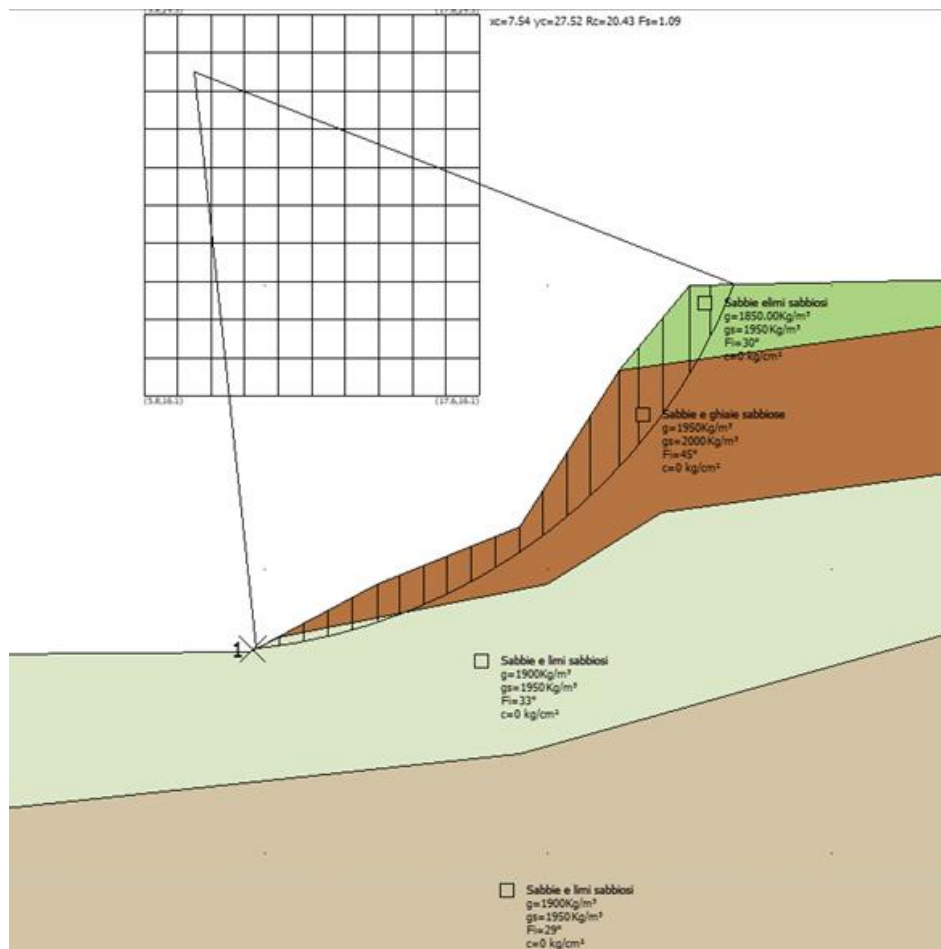 xc=7.54 yc=27.52 Rc=20.43 Fs=1.09
(5.8,16.1)
(17.6,16.1)
Sabbie elimi sabbiosi
g=1850.00Kg/m³
gs=1950Kg/m³
Fi=30°
c=0 kg/cm²
Sabbie e ghiaie sabbiose
g=1950Kg/m³
gs=2000Kg/m³
Fi=45°
c=0 kg/cm²
1
Sabbie e limi sabbiosi
g=1900Kg/m³
gs=1950Kg/m³
Fi=33°
c=0 kg/cm²
Sabbie e limi sabbiosi
g=1900Kg/m³
gs=1950Kg/m³
Fi=29°
c=0 kg/cm²